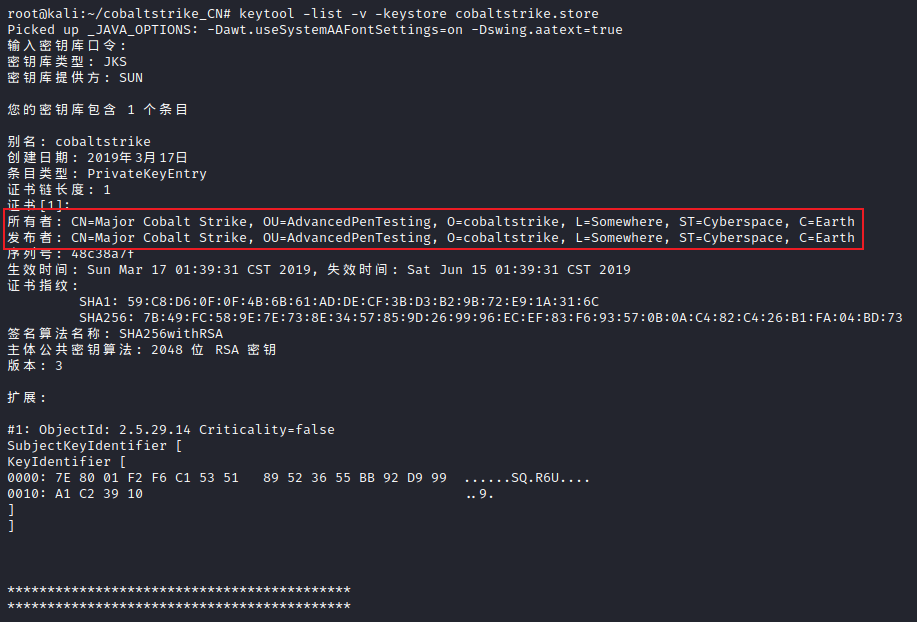 root@kali:~/cobaltstrike_CN# keytool -list -v -keystore cobaltstrike.store
Picked up _JAVA_OPTIONS: -Dawt.useSystemAAFontSettings=on -Dswing.aatext=true
输入密钥库口令:
密钥库类型: JKS
密钥库提供方: SUN
您的密钥库包含 1 个条目
别名: cobaltstrike
创建日期: 2019年3月17日
条目类型: PrivateKeyEntry
证书链长度: 1
证书[1]:
所有者: CN=Major Cobalt Strike, OU=AdvancedPenTesting, O=cobaltstrike, L=Somewhere, ST=Cyberspace, C=Earth
发布者: CN=Major Cobalt Strike, OU=AdvancedPenTesting, O=cobaltstrike, L=Somewhere, ST=Cyberspace, C=Earth
序列号: 48c38a7f
生效时间: Sun Mar 17 01:39:31 CST 2019, 失效时间: Sat Jun 15 01:39:31 CST 2019
证书指纹:
SHA1: 59:C8:D6:0F:0F:4B:6B:61:AD:DE:CF:3B:D3:B2:9B:72:E9:1A:31:6C
SHA256: 7B:49:FC:58:9E:7E:73:8E:34:57:85:9D:26:99:96:EC:EF:83:F6:93:57:0B:0A:C4:82:C4:26:B1:FA:04:BD:73
签名算法名称: SHA256withRSA
主体公共密钥算法: 2048 位 RSA 密钥
版本: 3
扩展:
#1: ObjectId: 2.5.29.14 Criticality=false
SubjectKeyIdentifier [
KeyIdentifier [
0000: 7E 80 01 F2 F6 C1 53 51   89 52 36 55 BB 92 D9 99  ......SQ.R6U....
0010: A1 C2 39 10                                        ..9.
]
]
*******************************************
*******************************************